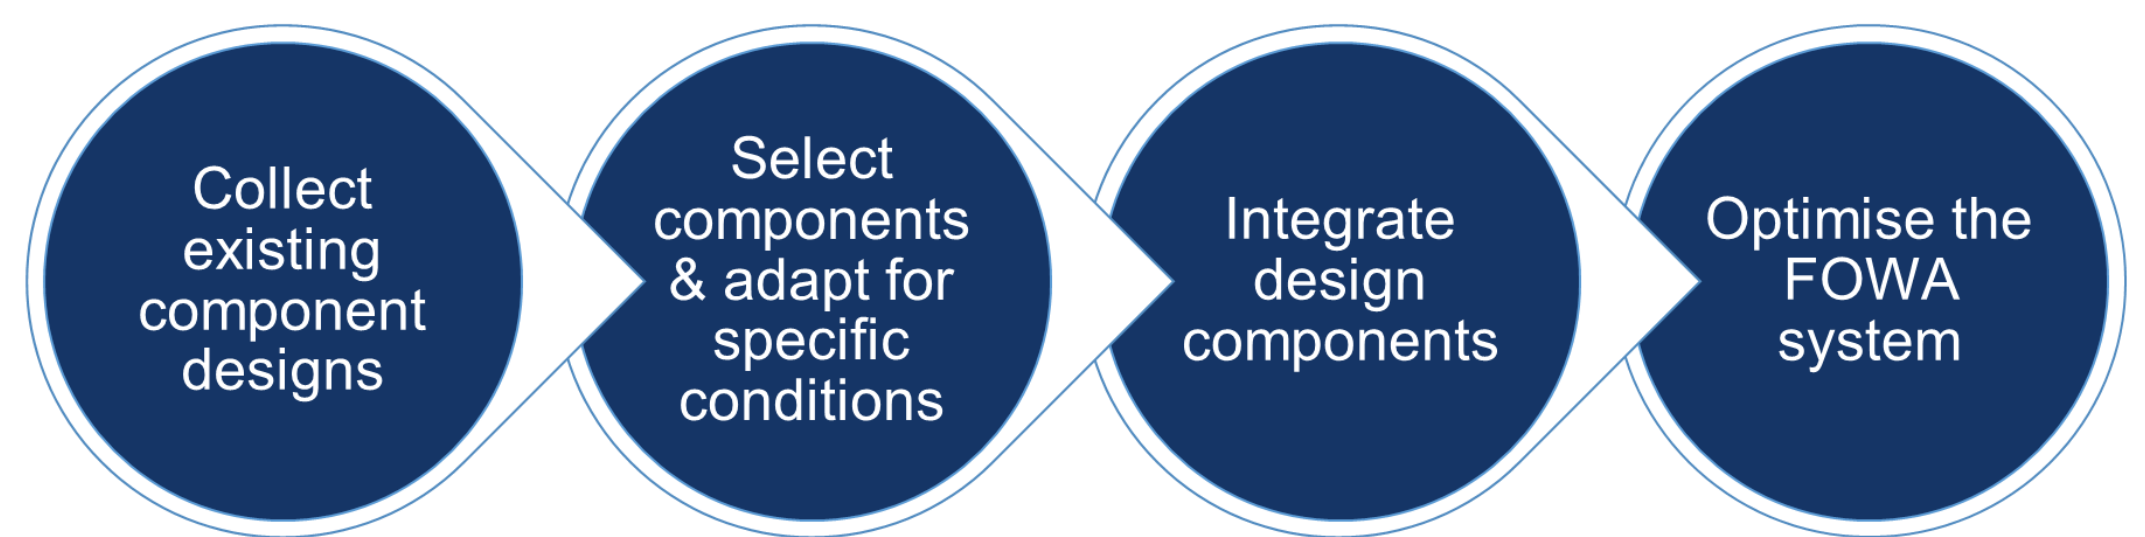 Collect
existing
component
designs
Select
components
& adapt for
specific
conditions
Integrate
design
components
Optimise the
FOWA
system